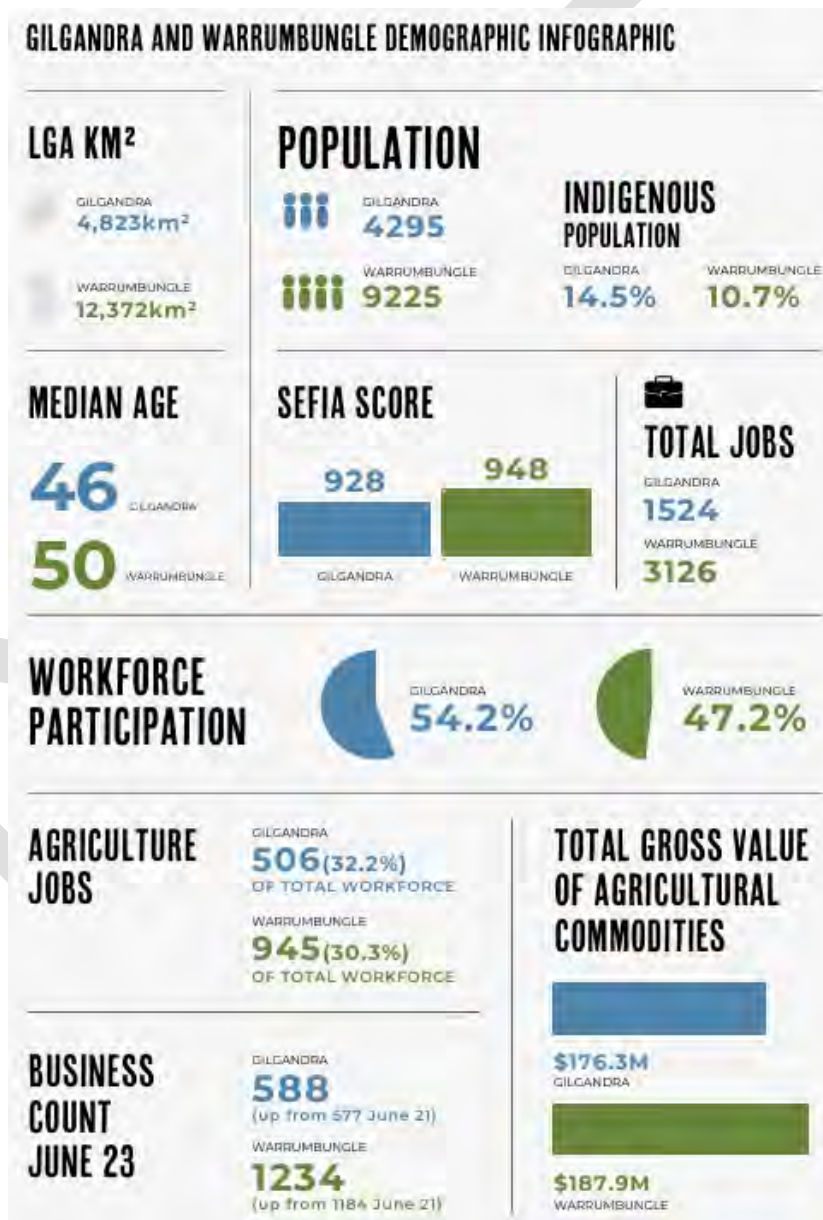 GILGANDRA AND WARRUMBUNGLE DEMOGRAPHIC INFOGRAPHIC
LGA KM²
GILGANDRA
4,823km²
WARRUMBUNGLE
12,372km²
POPULATION
GILGANDRA
4295
WARRUMBUNGLE
9225
INDIGENOUS
POPULATION
GILGANDRA
14.5%
WARRUMBUNGLE
10.7%
MEDIAN AGE
46 GILGANDRA
50 WARRUMBUNGLE
SEFIA SCORE
928
GILGANDRA
948
WARRUMBUNGLE
TOTAL JOBS
GILGANDRA
1524
WARRUMBUNGLE
3126
WORKFORCE
PARTICIPATION
GILGANDRA
54.2%
WARRUMBUNGLE
47.2%
AGRICULTURE
JOBS
GILGANDRA
506(32.2%)
OF TOTAL WORKFORCE
WARRUMBUNGLE
945(30.3%)
OF TOTAL WORKFORCE
BUSINESS
COUNT
JUNE 23
GILGANDRA
588
(up from 577 June 21)
WARRUMBUNGLE
1234
(up from 1184 June 21)
TOTAL GROSS VALUE
OF AGRICULTURAL
COMMODITIES
$176.3M
GILGANDRA
$187.9M
WARRUMBUNGLE